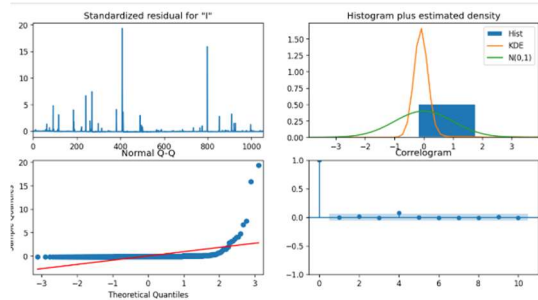 Standardized residual for "I"
Histogram plus estimated density
20
15
10
5
0
0 200 400 600 800 1000
1.50
1.25
1.00
0.75
0.50
0.25
0.00
Hist
KDE
N(0,1)
−3 −2 −1 0 1 2 3
Normal Q-Q
Correlogram
Sample Quantiles
20
15
10
5
0
−3 −2 −1 0 1 2 3
Theoretical Quantiles
1.0
0.5
0.0
−0.5
−1.0
0 2 4 6 8 10